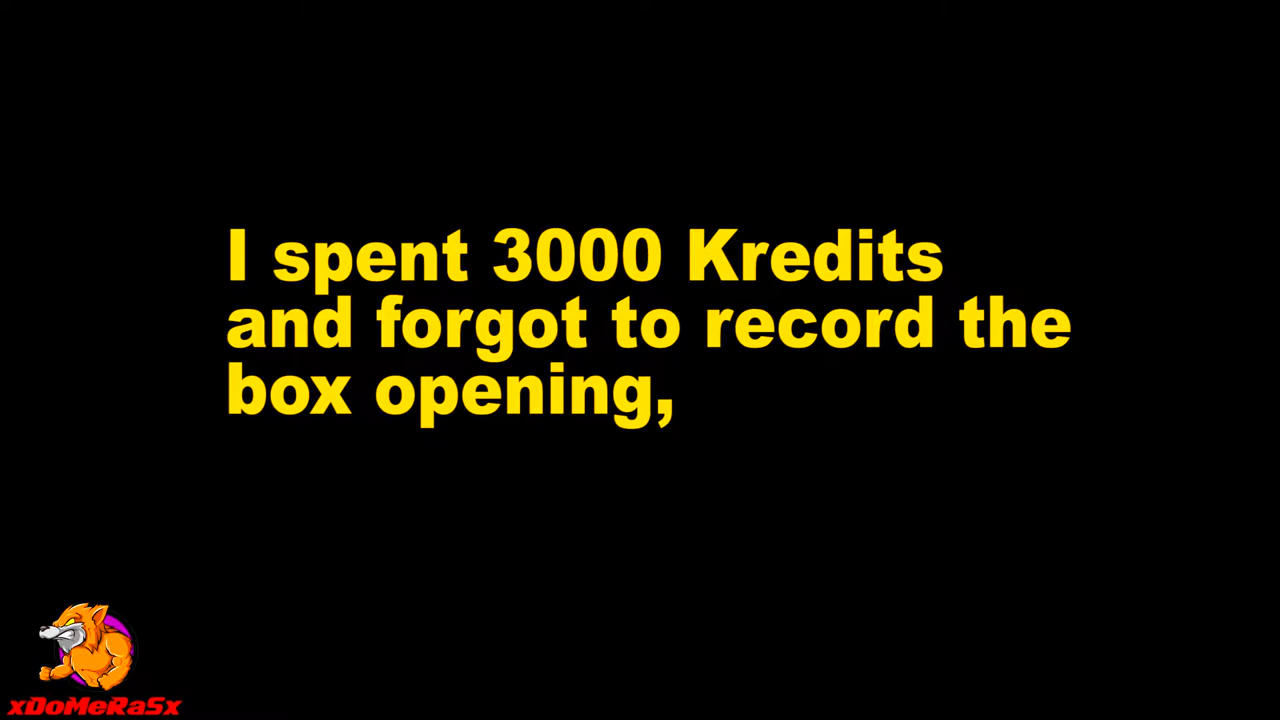 I spent 3000 Kredits
and forgot to record the
box opening,
xDoMeRaSx